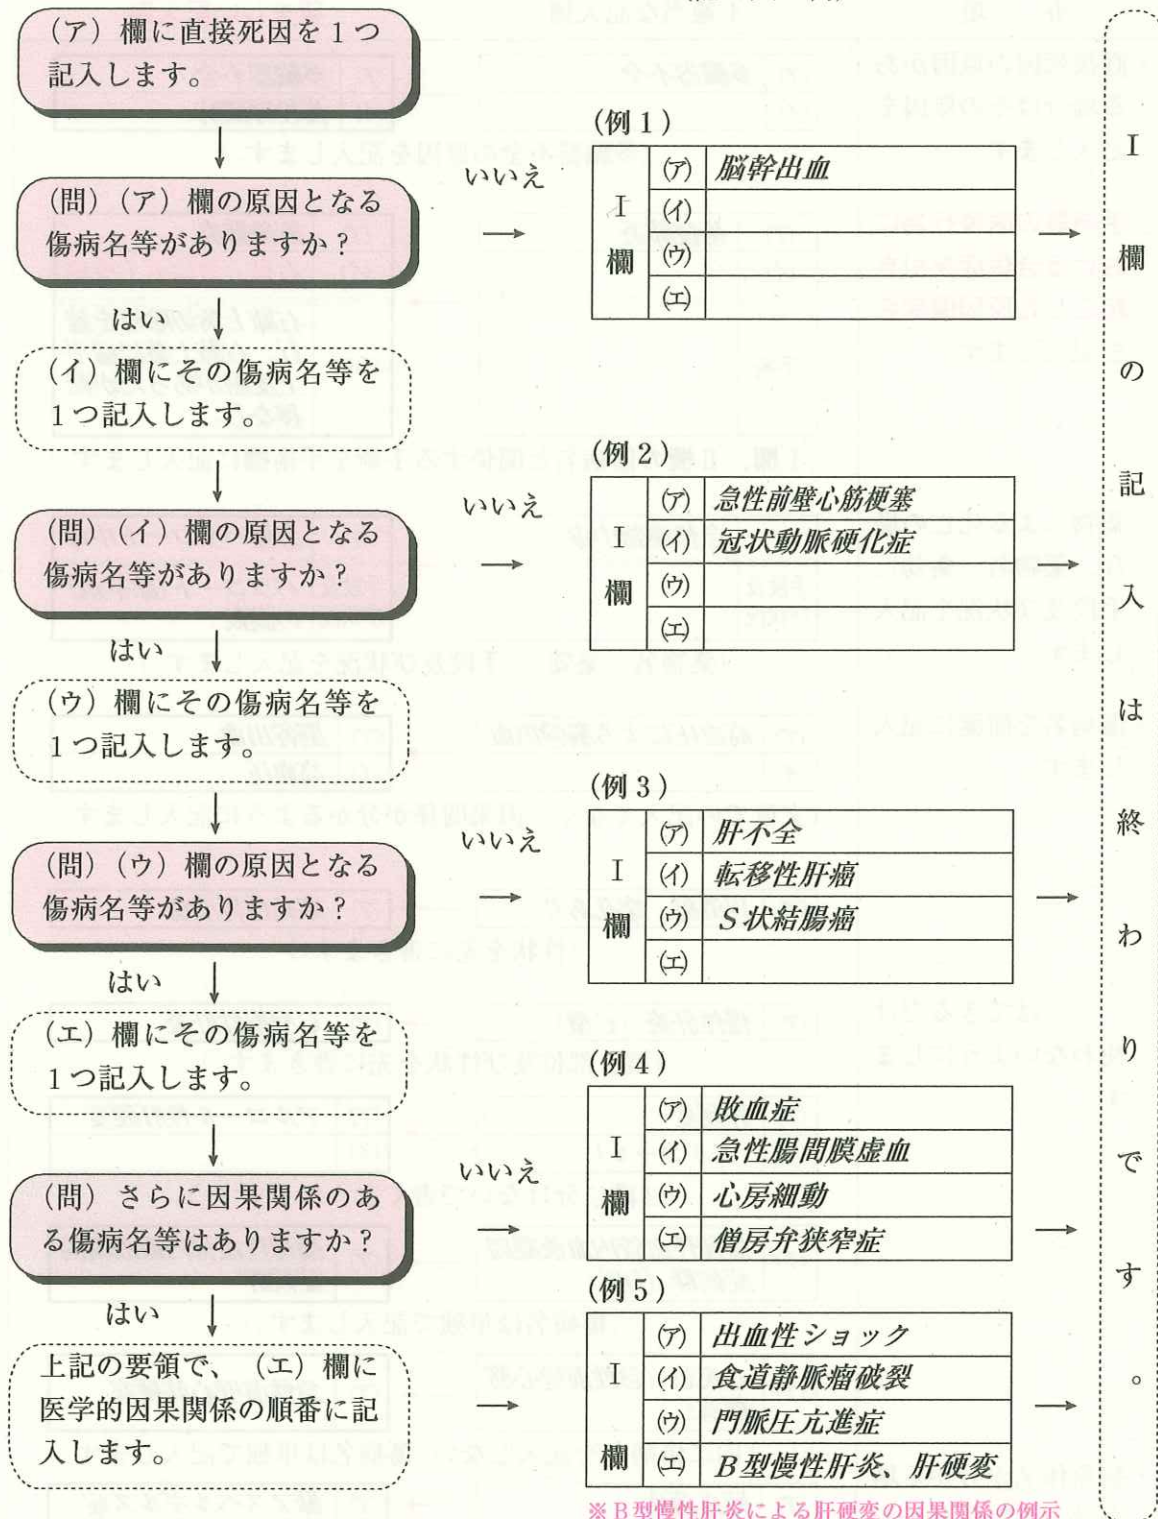 (ア)欄に直接死因を1つ
記入します。
(問)(ア)欄の原因となる
傷病名等がありますか?
いいえ
はい
(例1)
I欄
(ア) 脳幹出血
(イ)
(ウ)
(エ)
(イ)欄にその傷病名等を
1つ記入します。
(問)(イ)欄の原因となる
傷病名等がありますか?
いいえ
はい
(例2)
I欄
(ア) 急性前壁心筋梗塞
(イ) 冠状動脈硬化症
(ウ)
(エ)
(ウ)欄にその傷病名等を
1つ記入します。
(問)(ウ)欄の原因となる
傷病名等がありますか?
いいえ
はい
(例3)
I欄
(ア) 肝不全
(イ) 転移性肝癌
(ウ) S状結腸癌
(エ)
(エ)欄にその傷病名等を
1つ記入します。
(問)さらに因果関係のあ
る傷病名等はありますか?
いいえ
はい
(例4)
I欄
(ア) 敗血症
(イ) 急性腸間膜虚血
(ウ) 心房細動
(エ) 僧房弁狭窄症
上記の要領で、(エ)欄に
医学的因果関係の順番に記
入します。
(例5)
I欄
(ア) 出血性ショック
(イ) 食道静脈瘤破裂
(ウ) 門脈圧亢進症
(エ) B型慢性肝炎 肝硬変
※B型慢性肝炎による肝硬変の因果関係の例示
I欄の記入は終わりです。